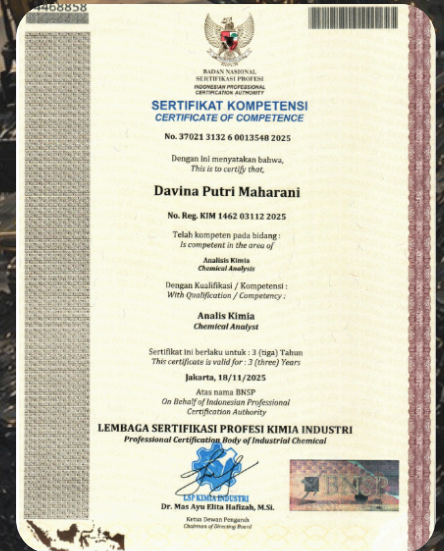 4468858
BADAN NASIONAL
SERTIFIKASI PROFESI
INDONESIAN PROFESSIONAL
CERTIFICATION AUTHORITY
SERTIFIKAT KOMPETENSI
CERTIFICATE OF COMPETENCE
No. 37021 3132 6 0013548 2025
Dengan ini menyatakan bahwa,
This is to certify that,
Davina Putri Maharani
No. Reg. KIM 1462 03112 2025
Telah kompeten pada bidang :
Is competent in the area of
Analisis Kimia
Chemical Analysis
Dengan Kualifikasi / Kompetensi :
With Qualification / Competency :
Analis Kimia
Chemical Analyst
Sertifikat ini berlaku untuk : 3 (tiga) Tahun
This certificate is valid for : 3 (three) Years
Jakarta, 18/11/2025
Atas nama BNSP
On Behalf of Indonesian Professional
Certification Authority
LEMBAGA SERTIFIKASI PROFESI KIMIA INDUSTRI
Professional Certification Body of Industrial Chemical
LSP KIMIA INDUSTRI
BNSP
Dr. Mas Ayu Elita Hafizah, M.Si.
Ketua Dewan Pengarah
Chairman of Directing Board